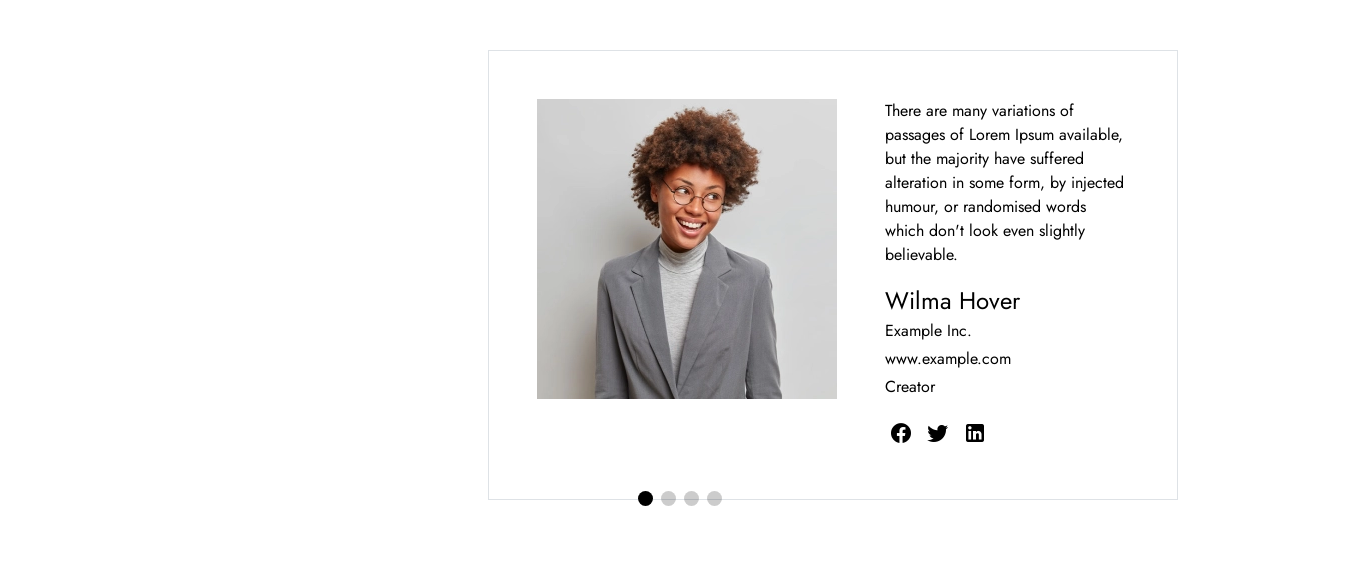 There are many variations of
passages of Lorem Ipsum available,
but the majority have suffered
alteration in some form, by injected
humour, or randomised words
which don't look even slightly
believable.
Wilma Hover
Example Inc.
www.example.com
Creator